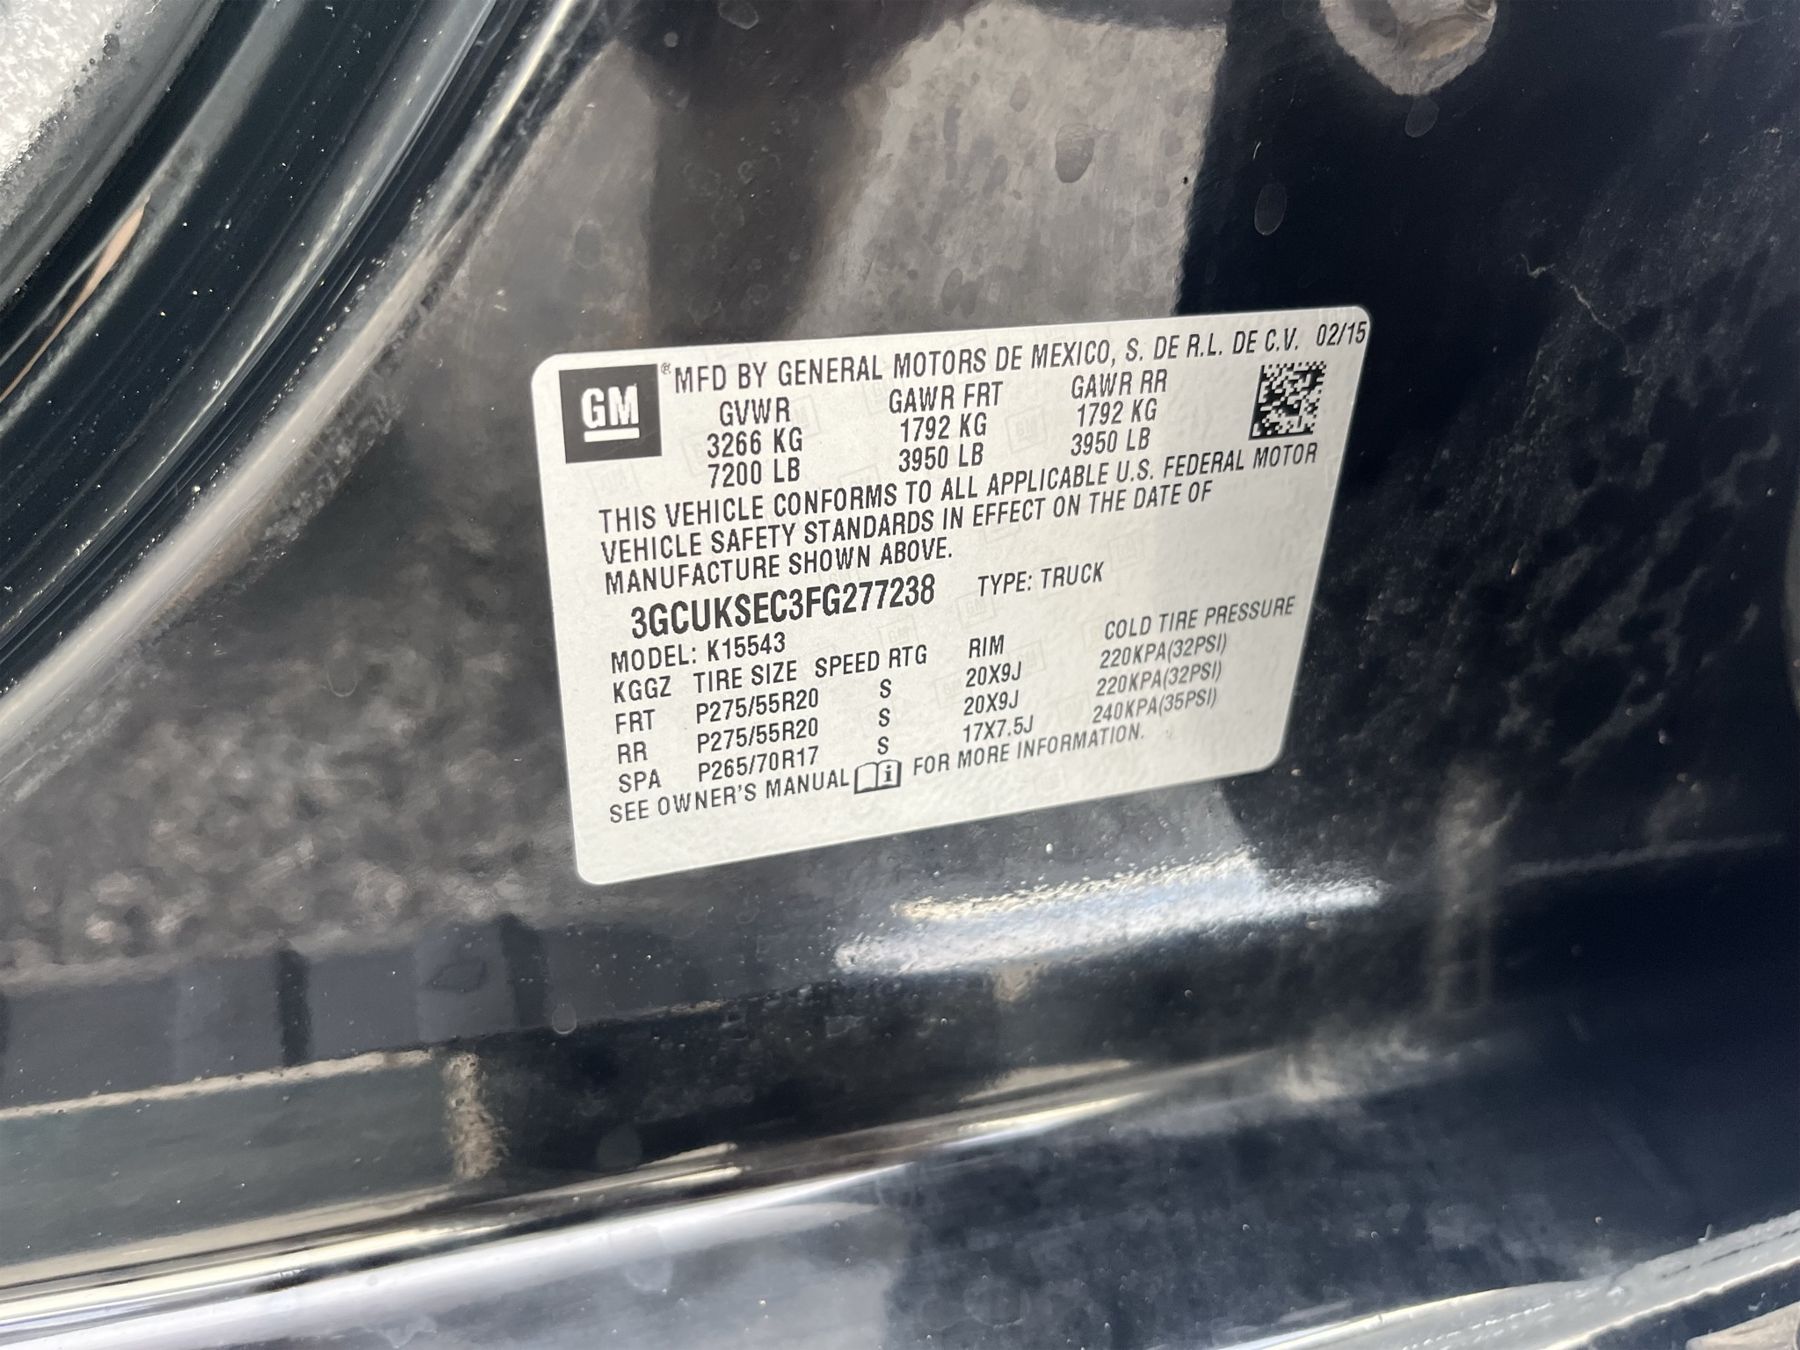 GM ® MFD BY GENERAL MOTORS DE MEXICO, S. DE R.L. DE C.V. 02/15
GVWR GAWR FRT GAWR RR
3266 KG 1792 KG 1792 KG
7200 LB 3950 LB 3950 LB
THIS VEHICLE CONFORMS TO ALL APPLICABLE U.S. FEDERAL MOTOR
VEHICLE SAFETY STANDARDS IN EFFECT ON THE DATE OF
MANUFACTURE SHOWN ABOVE.
3GCUKSEC3FG277238 TYPE: TRUCK
MODEL: K15543
KGGZ TIRE SIZE SPEED RTG RIM COLD TIRE PRESSURE
FRT P275/55R20 S 20X9J 220KPA(32PSI)
RR P275/55R20 S 20X9J 220KPA(32PSI)
SPA P265/70R17 S 17X7.5J 240KPA(35PSI)
SEE OWNER'S MANUAL i FOR MORE INFORMATION.